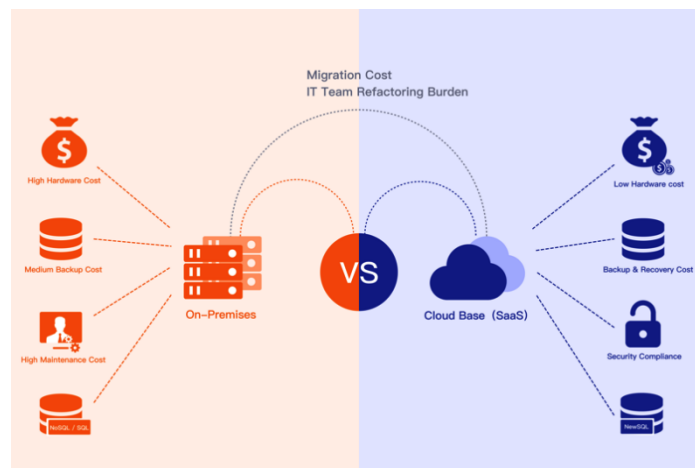 Migration Cost
IT Team Refactoring Burden
$
High Hardware Cost
Medium Backup Cost
High Maintenance Cost
NoSQL / SQL
On-Premises
VS
Cloud Base（SaaS）
$
$
Low Hardware cost
Backup & Recovery Cost
Security Compliance
NewSQL